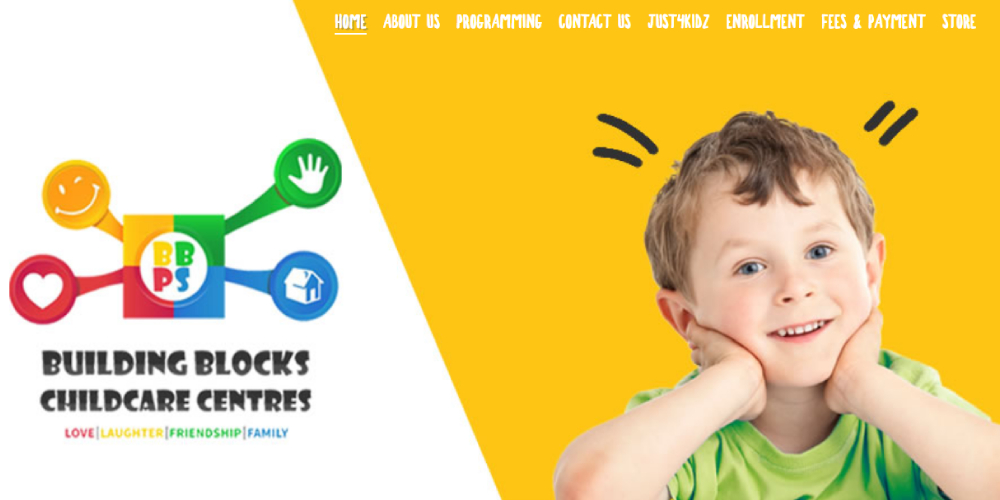 HOME ABOUT US PROGRAMMING CONTACT US JUST4KIDZ ENROLLMENT FEES & PAYMENT STORE
BB
PS
BUILDING BLOCKS
CHILDCARE CENTRES
LOVE|LAUGHTER|FRIENDSHIP|FAMILY